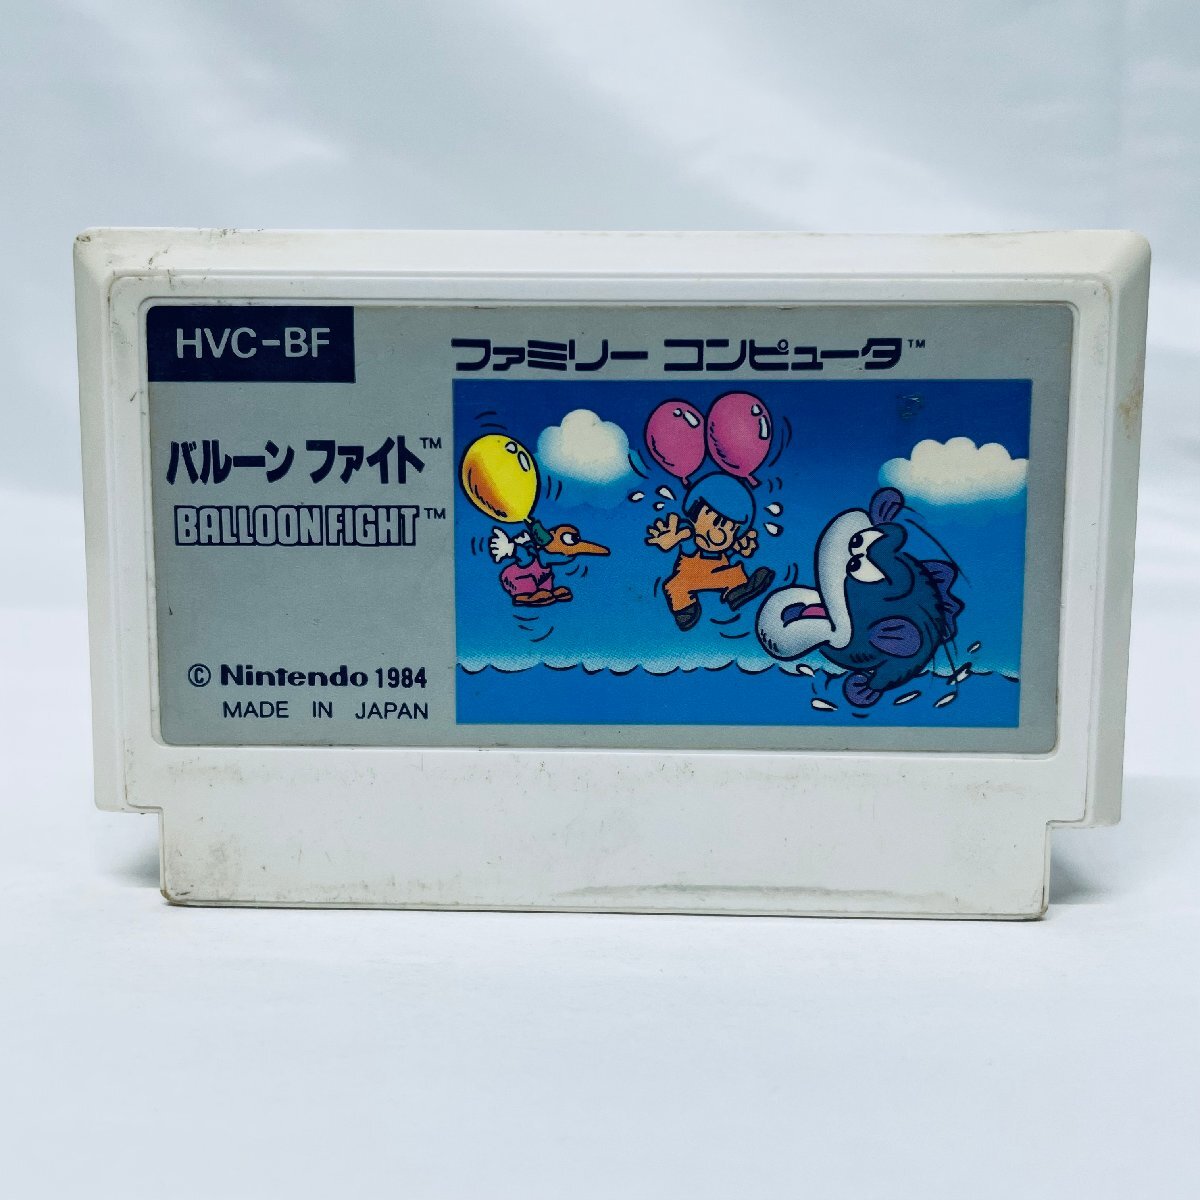 HVC-BF
ファミリー コンピュータ™
バルーン ファイト™
BALLOON FIGHT™
© Nintendo 1984
MADE IN JAPAN